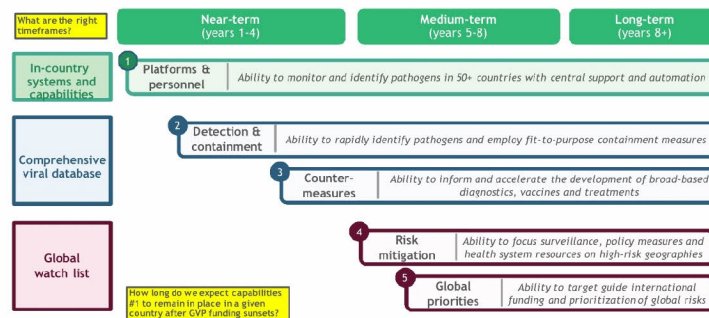 What are the right
timeframes?
Near-term
(years 1-4)
Medium-term
(years 5-8)
Long-term
(years 8+)
In-country
systems and
capabilities
1
Platforms &
personnel
Ability to monitor and identify pathogens in 50+ countries with central support and automation
Comprehensive
viral database
2
Detection &
containment
Ability to rapidly identify pathogens and employ fit-to-purpose containment measures
3
Counter-
measures
Ability to inform and accelerate the development of broad-based
diagnostics, vaccines and treatments
Global
watch list
4
Risk
mitigation
Ability to focus surveillance, policy measures and
health system resources on high-risk geographies
5
Global
priorities
Ability to target guide international
funding and prioritization of global risks
How long do we expect capabilities
#1 to remain in place in a given
country after GVP funding sunsets?